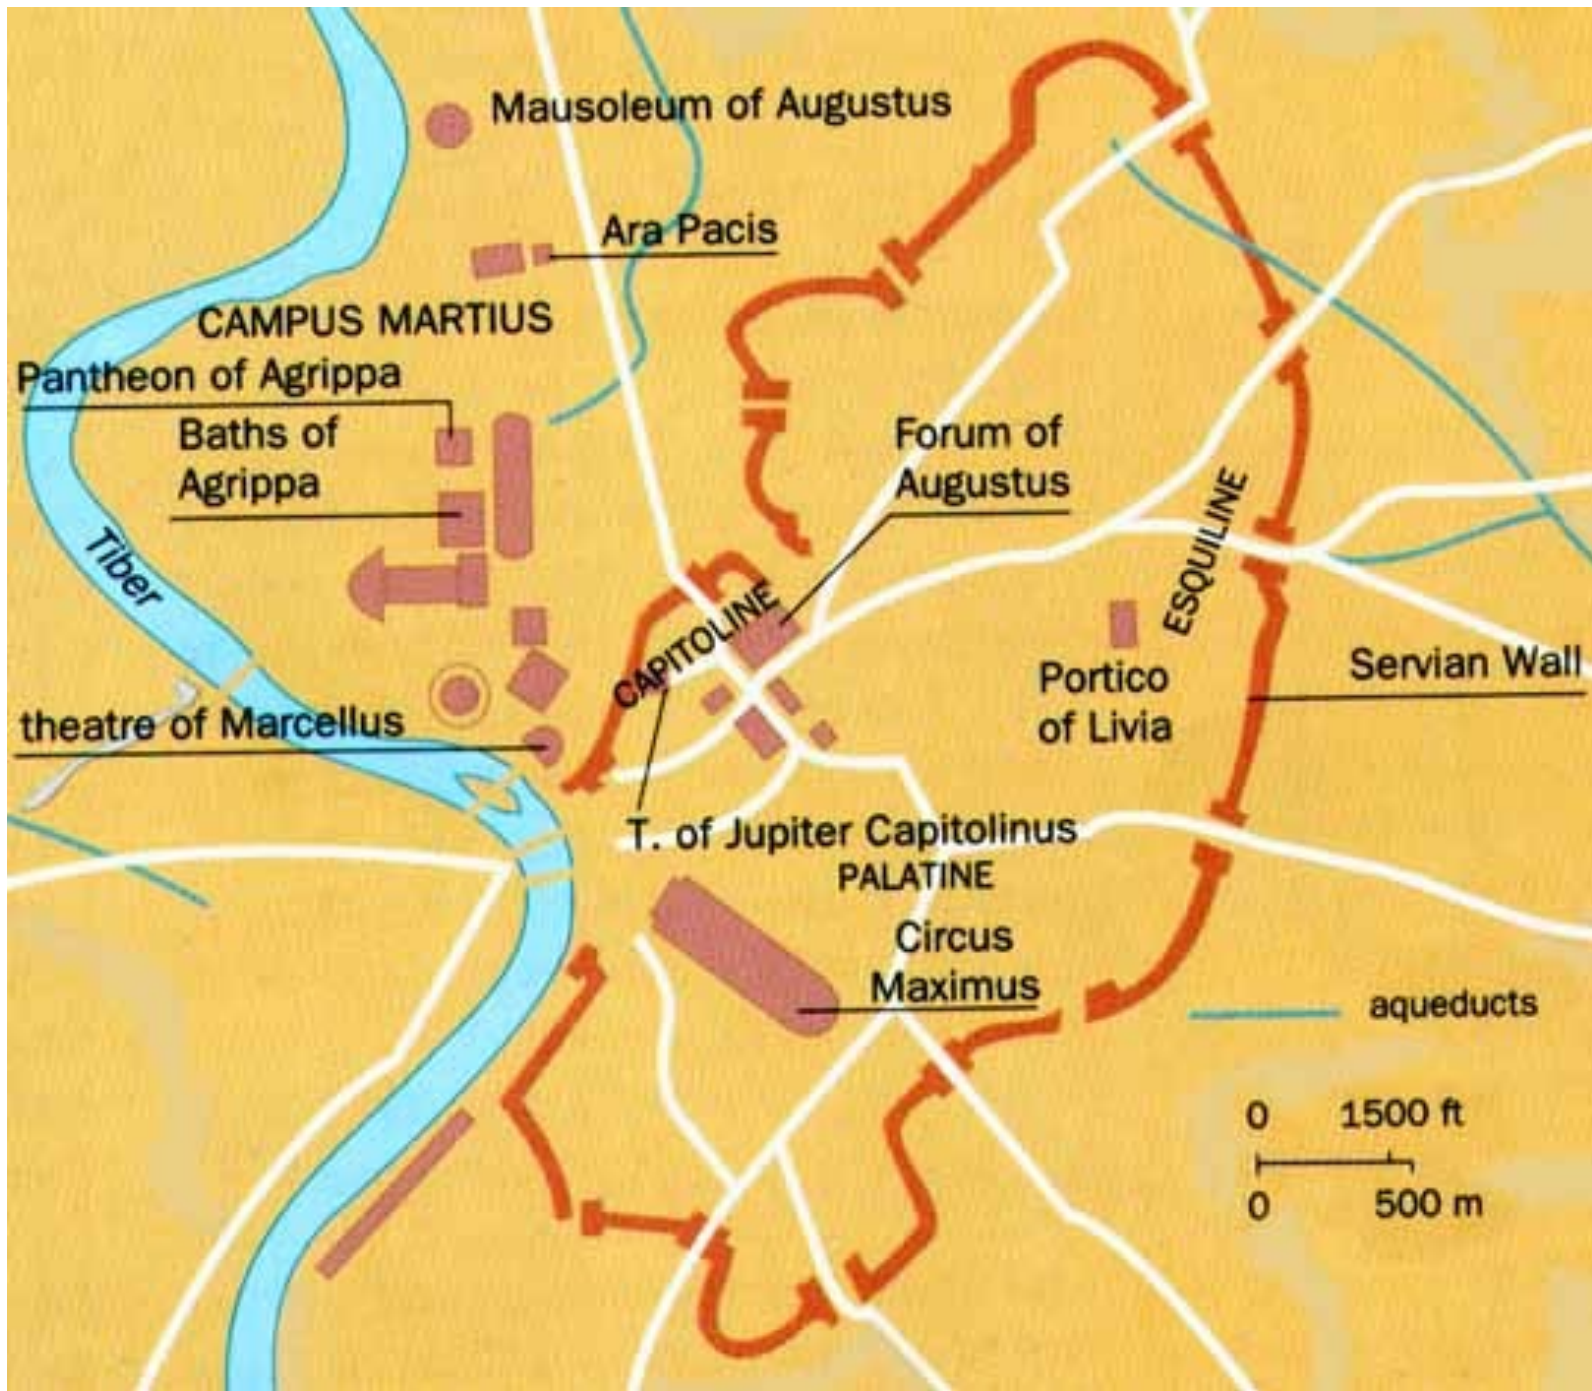 Mausoleum of Augustus
Ara Pacis
CAMPUS MARTIUS
Pantheon of Agrippa
Baths of
Agrippa
Forum of
Augustus
Tiber
ESQUILINE
CAPITOLINE
Portico
of Livia
Servian Wall
theatre of Marcellus
T. of Jupiter Capitolinus
PALATINE
Circus
Maximus
aqueducts
0 1500 ft
0 500 m